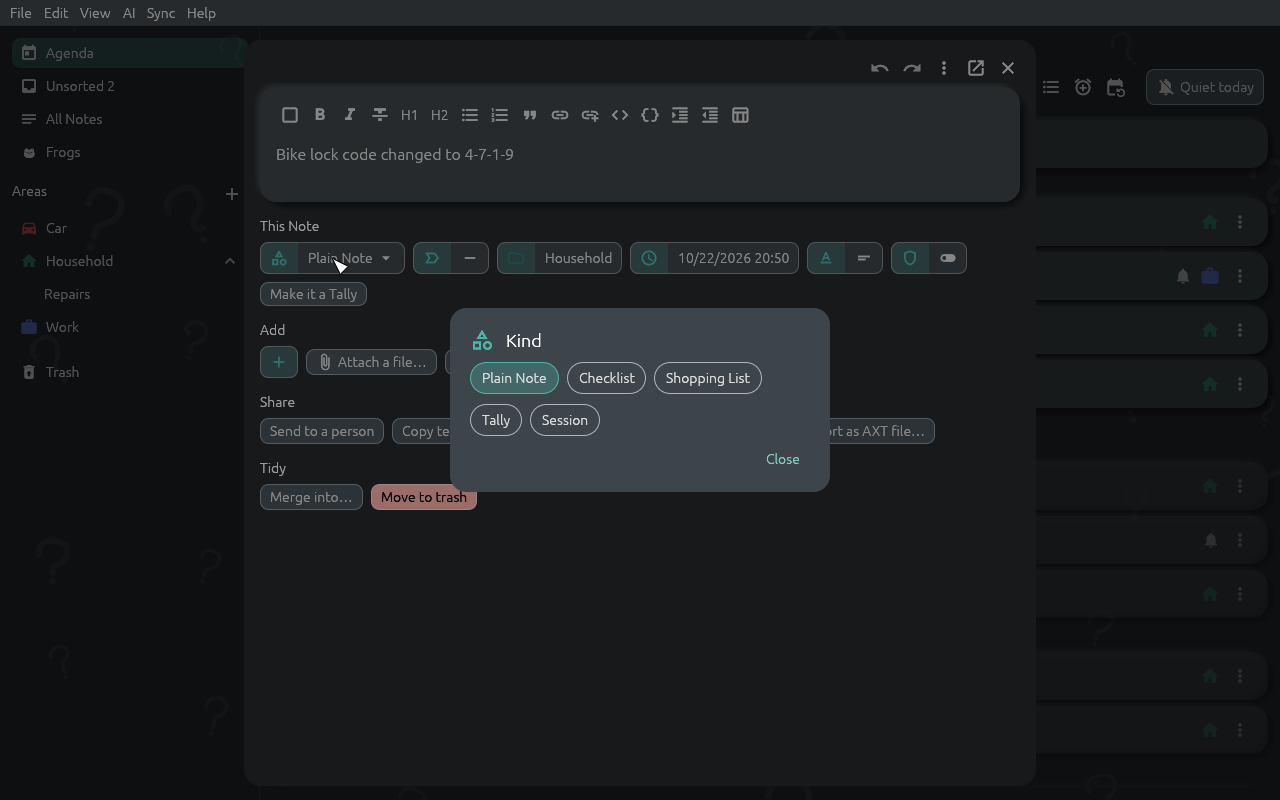 File Edit View AI Sync Help
Agenda
Unsorted 2
All Notes
Frogs
Areas
Car
Household
Repairs
Work
Trash
Quiet today
B H1 H2
Bike lock code changed to 4-7-1-9
This Note
Plain Note
Household
10/22/2026 20:50
Make it a Tally
Add
Attach a file...
Share
Send to a person
Copy te
rt as AXT file...
Tidy
Merge into...
Move to trash
Kind
Plain Note
Checklist
Shopping List
Tally
Session
Close